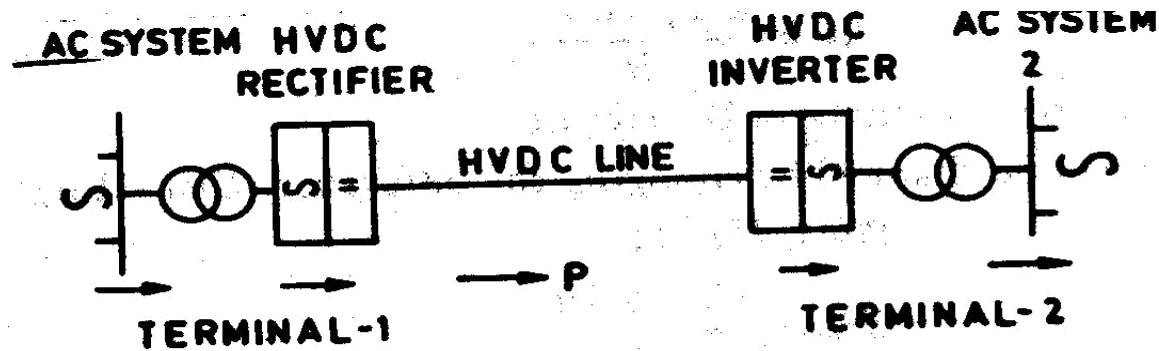 AC SYSTEM
HVDC
RECTIFIER
HVDC LINE
HVDC
INVERTER
AC SYSTEM
2
P
TERMINAL-1
TERMINAL-2